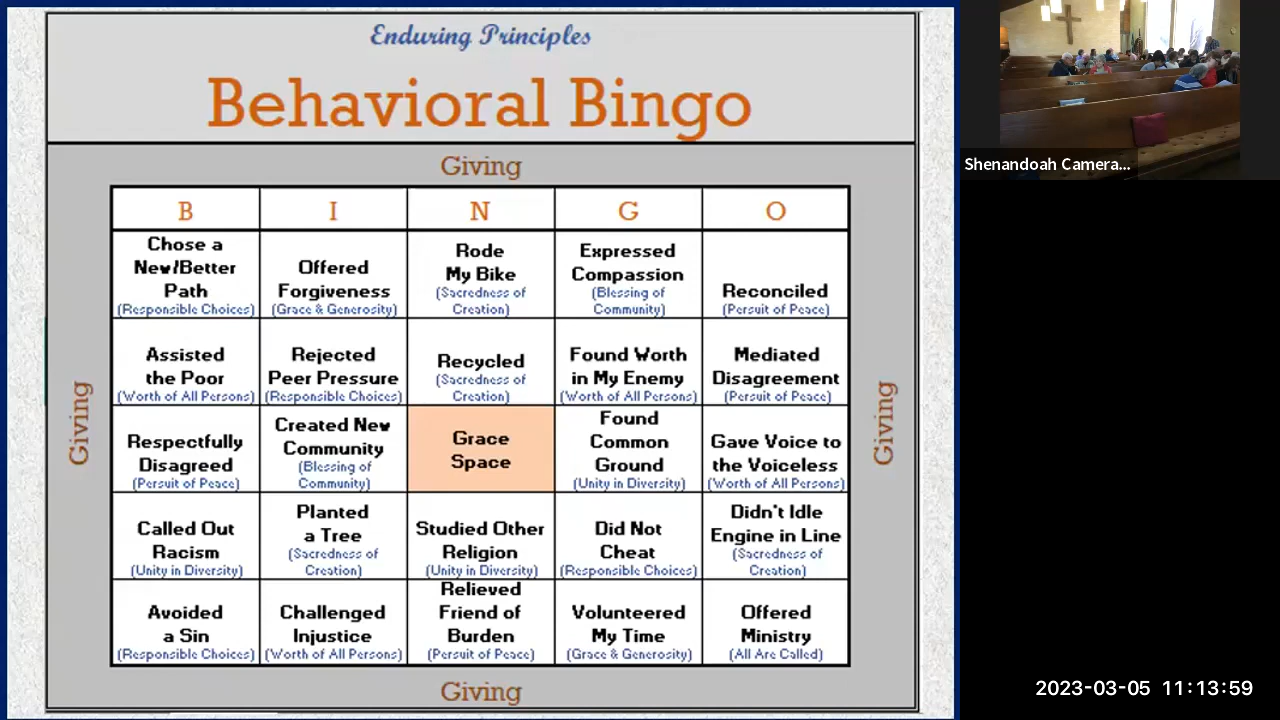 Enduring Principles
Behavioral Bingo
Giving
B I N G O
Chose a
New/Better
Path
(Responsible Choices)
Offered
Forgiveness
(Grace & Generosity)
Rode
My Bike
(Sacredness of
Creation)
Expressed
Compassion
(Blessing of
Community)
Reconciled
(Persuit of Peace)
Assisted
the Poor
(Worth of All Persons)
Rejected
Peer Pressure
(Responsible Choices)
Recycled
(Sacredness of
Creation)
Found Worth
in My Enemy
(Worth of All Persons)
Mediated
Disagreement
(Persuit of Peace)
Giving
Respectfully
Disagreed
(Persuit of Peace)
Created New
Community
(Blessing of
Community)
Grace
Space
Found
Common
Ground
(Unity in Diversity)
Gave Voice to
the Voiceless
(Worth of All Persons)
Giving
Called Out
Racism
(Unity in Diversity)
Planted
a Tree
(Sacredness of
Creation)
Studied Other
Religion
(Unity in Diversity)
Did Not
Cheat
(Responsible Choices)
Didn't Idle
Engine in Line
(Sacredness of
Creation)
Avoided
a Sin
(Responsible Choices)
Challenged
Injustice
(Worth of All Persons)
Relieved
Friend of
Burden
(Persuit of Peace)
Volunteered
My Time
(Grace & Generosity)
Offered
Ministry
(All Are Called)
Giving
Shenandoah Camera...
2023-03-05 11:13:59